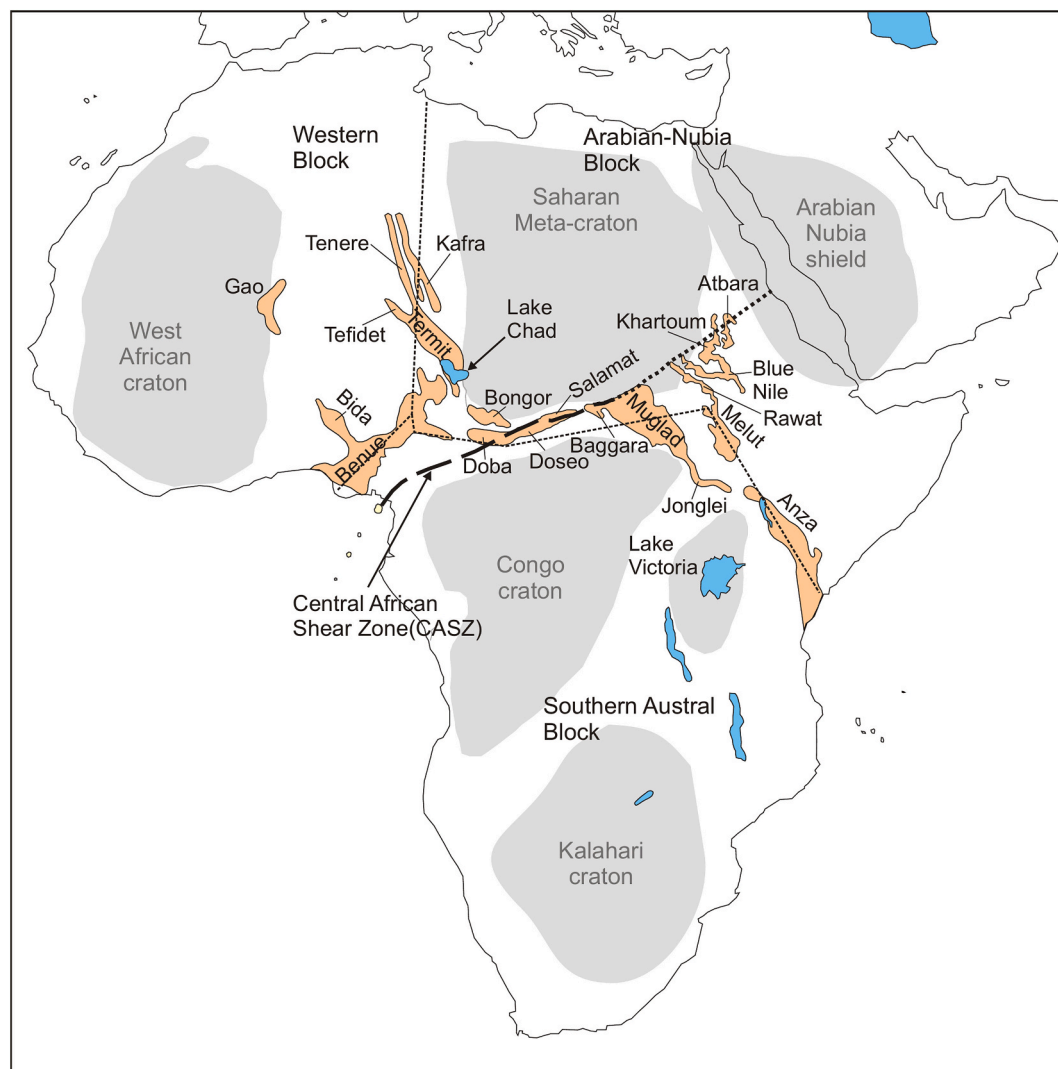 Western
Block
Arabian-Nubia
Block
Saharan
Meta-craton
Arabian
Nubia
shield
Tenere
Kafra
Gao
Atbara
Khartoum
Tefidet
Termit
Lake
Chad
West
African
craton
Blue
Nile
Rawat
Bongor
Salamat
Bida
Muglad
Melut
Benue
Doba
Doseo
Baggara
Jonglei
Anza
Lake
Victoria
Congo
craton
Central African
Shear Zone(CASZ)
Southern Austral
Block
Kalahari
craton